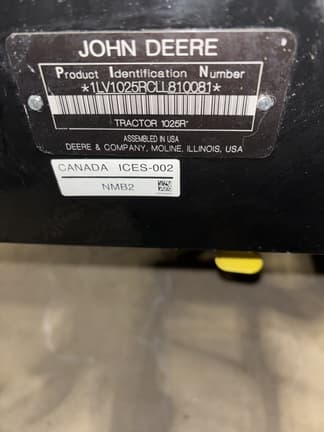 JOHN DEERE
Product Identification Number
*1LV1025RCLL810081*
TRACTOR 1025R
ASSEMBLED IN USA
DEERE & COMPANY, MOLINE, ILLINOIS, USA
CANADA ICES-002
NMB2